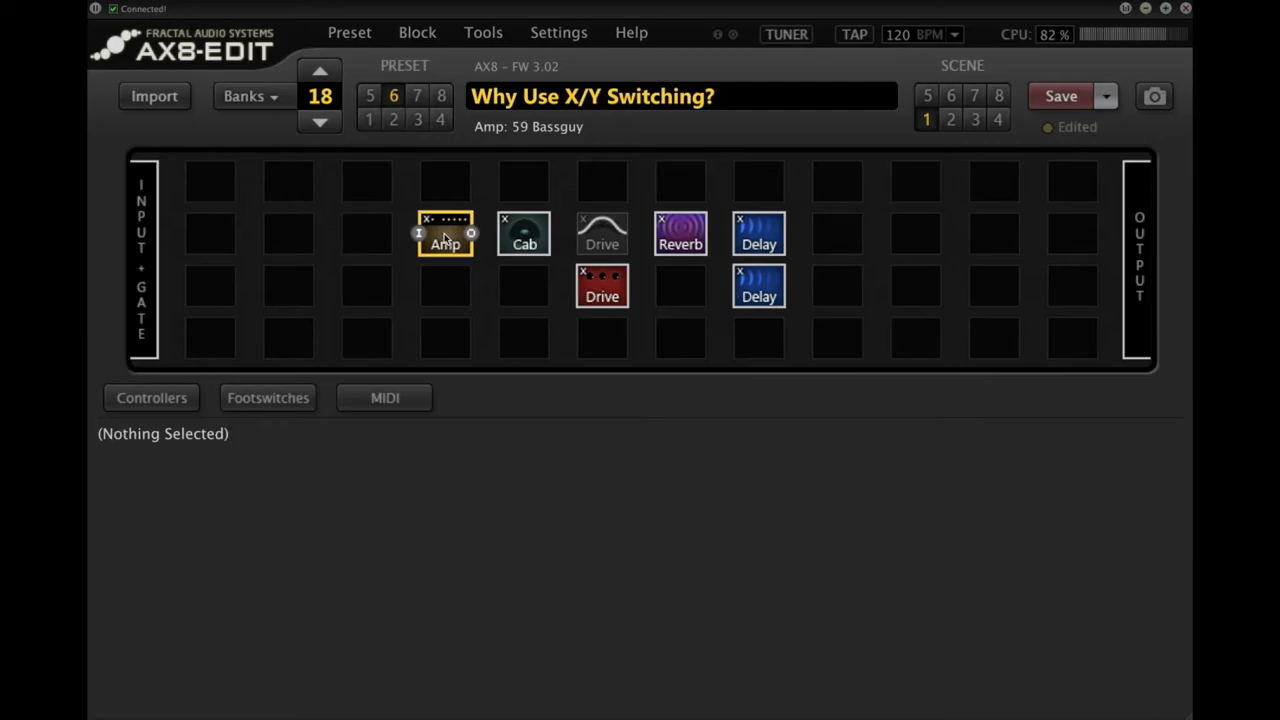 Connected!
FRACTAL AUDIO SYSTEMS
AX8-EDIT
Preset Block Tools Settings Help TUNER TAP 120 BPM CPU: 82 %
PRESET AX8 – FW 3.02 SCENE
Import Banks 18 5 6 7 8 Why Use X/Y Switching? 5 6 7 8 Save
1 2 3 4 Amp: 59 Bassguy 1 2 3 4 Edited
INPUT + GATE
X X X X X
Amp Cab Drive Reverb Delay
X X
Drive Delay
OUTPUT
Controllers Footswitches MIDI
(Nothing Selected)